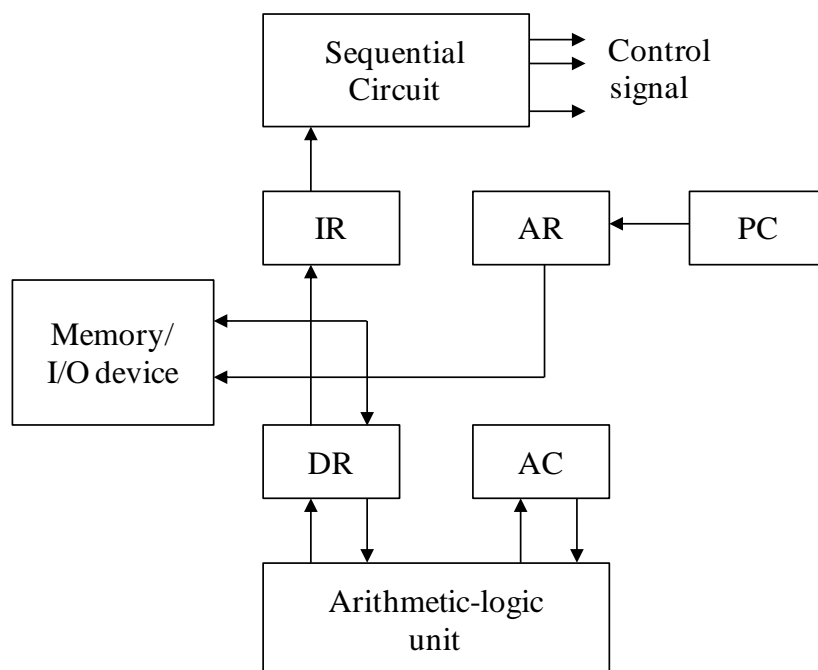 Sequential
Circuit
Control
signal
IR
AR
PC
Memory/
I/O device
DR
AC
Arithmetic-logic
unit